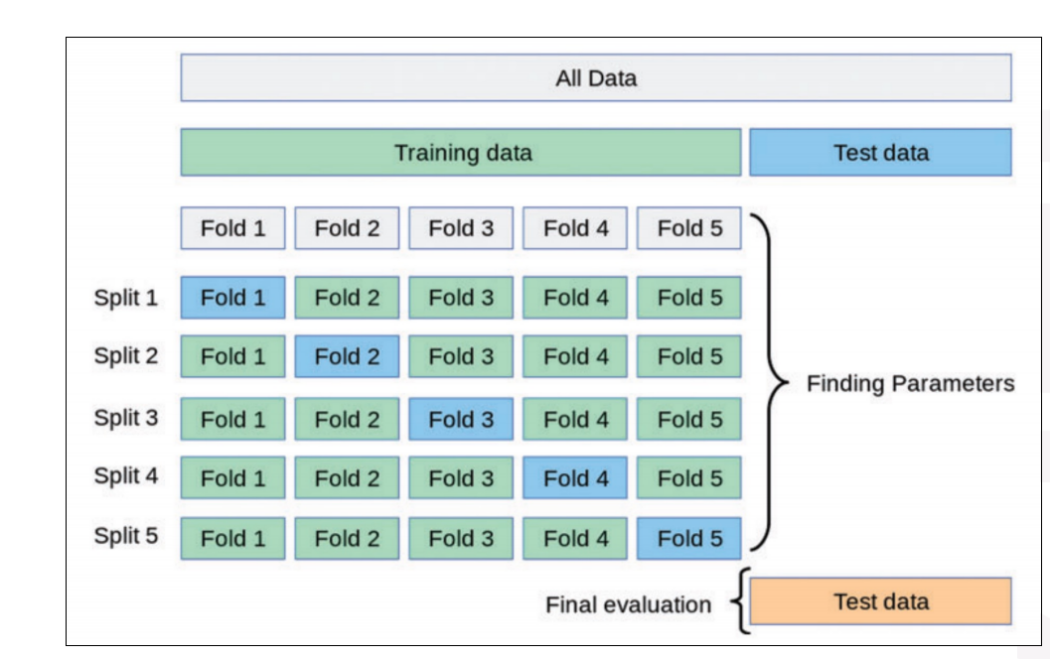 All Data
Training data Test data
Fold 1 Fold 2 Fold 3 Fold 4 Fold 5
Split 1 Fold 1 Fold 2 Fold 3 Fold 4 Fold 5
Split 2 Fold 1 Fold 2 Fold 3 Fold 4 Fold 5
Finding Parameters
Split 3 Fold 1 Fold 2 Fold 3 Fold 4 Fold 5
Split 4 Fold 1 Fold 2 Fold 3 Fold 4 Fold 5
Split 5 Fold 1 Fold 2 Fold 3 Fold 4 Fold 5
Final evaluation Test data